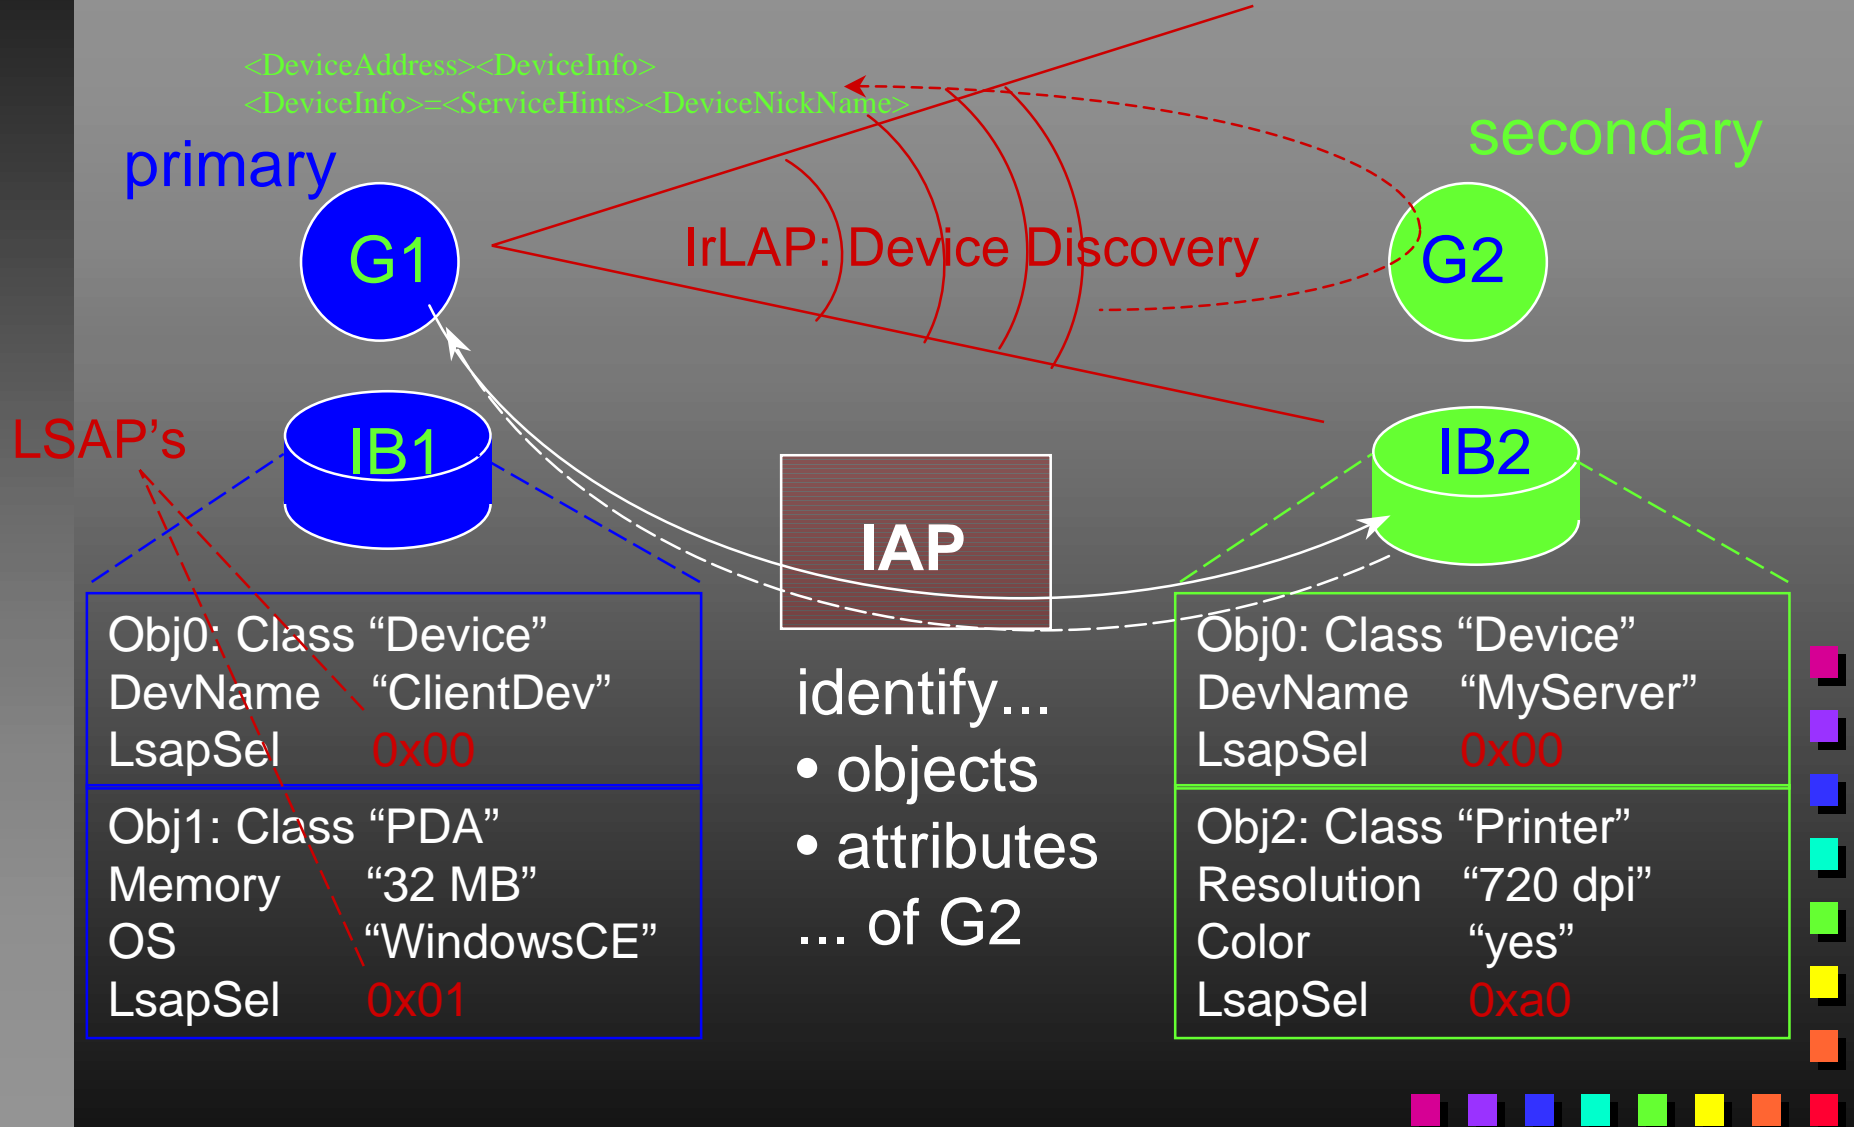 <DeviceAddress><DeviceInfo>
<DeviceInfo>=<ServiceHints><DeviceNickName>
primary
secondary
G1
IrLAP: Device Discovery
G2
LSAP's
IB1
IB2
IAP
Obj0: Class “Device”
DevName “ClientDev”
LsapSel 0x00
Obj1: Class “PDA”
Memory “32 MB”
OS “WindowsCE”
LsapSel 0x01
identify...
• objects
• attributes
... of G2
Obj0: Class “Device”
DevName “MyServer”
LsapSel 0x00
Obj2: Class “Printer”
Resolution “720 dpi”
Color “yes”
LsapSel 0xa0